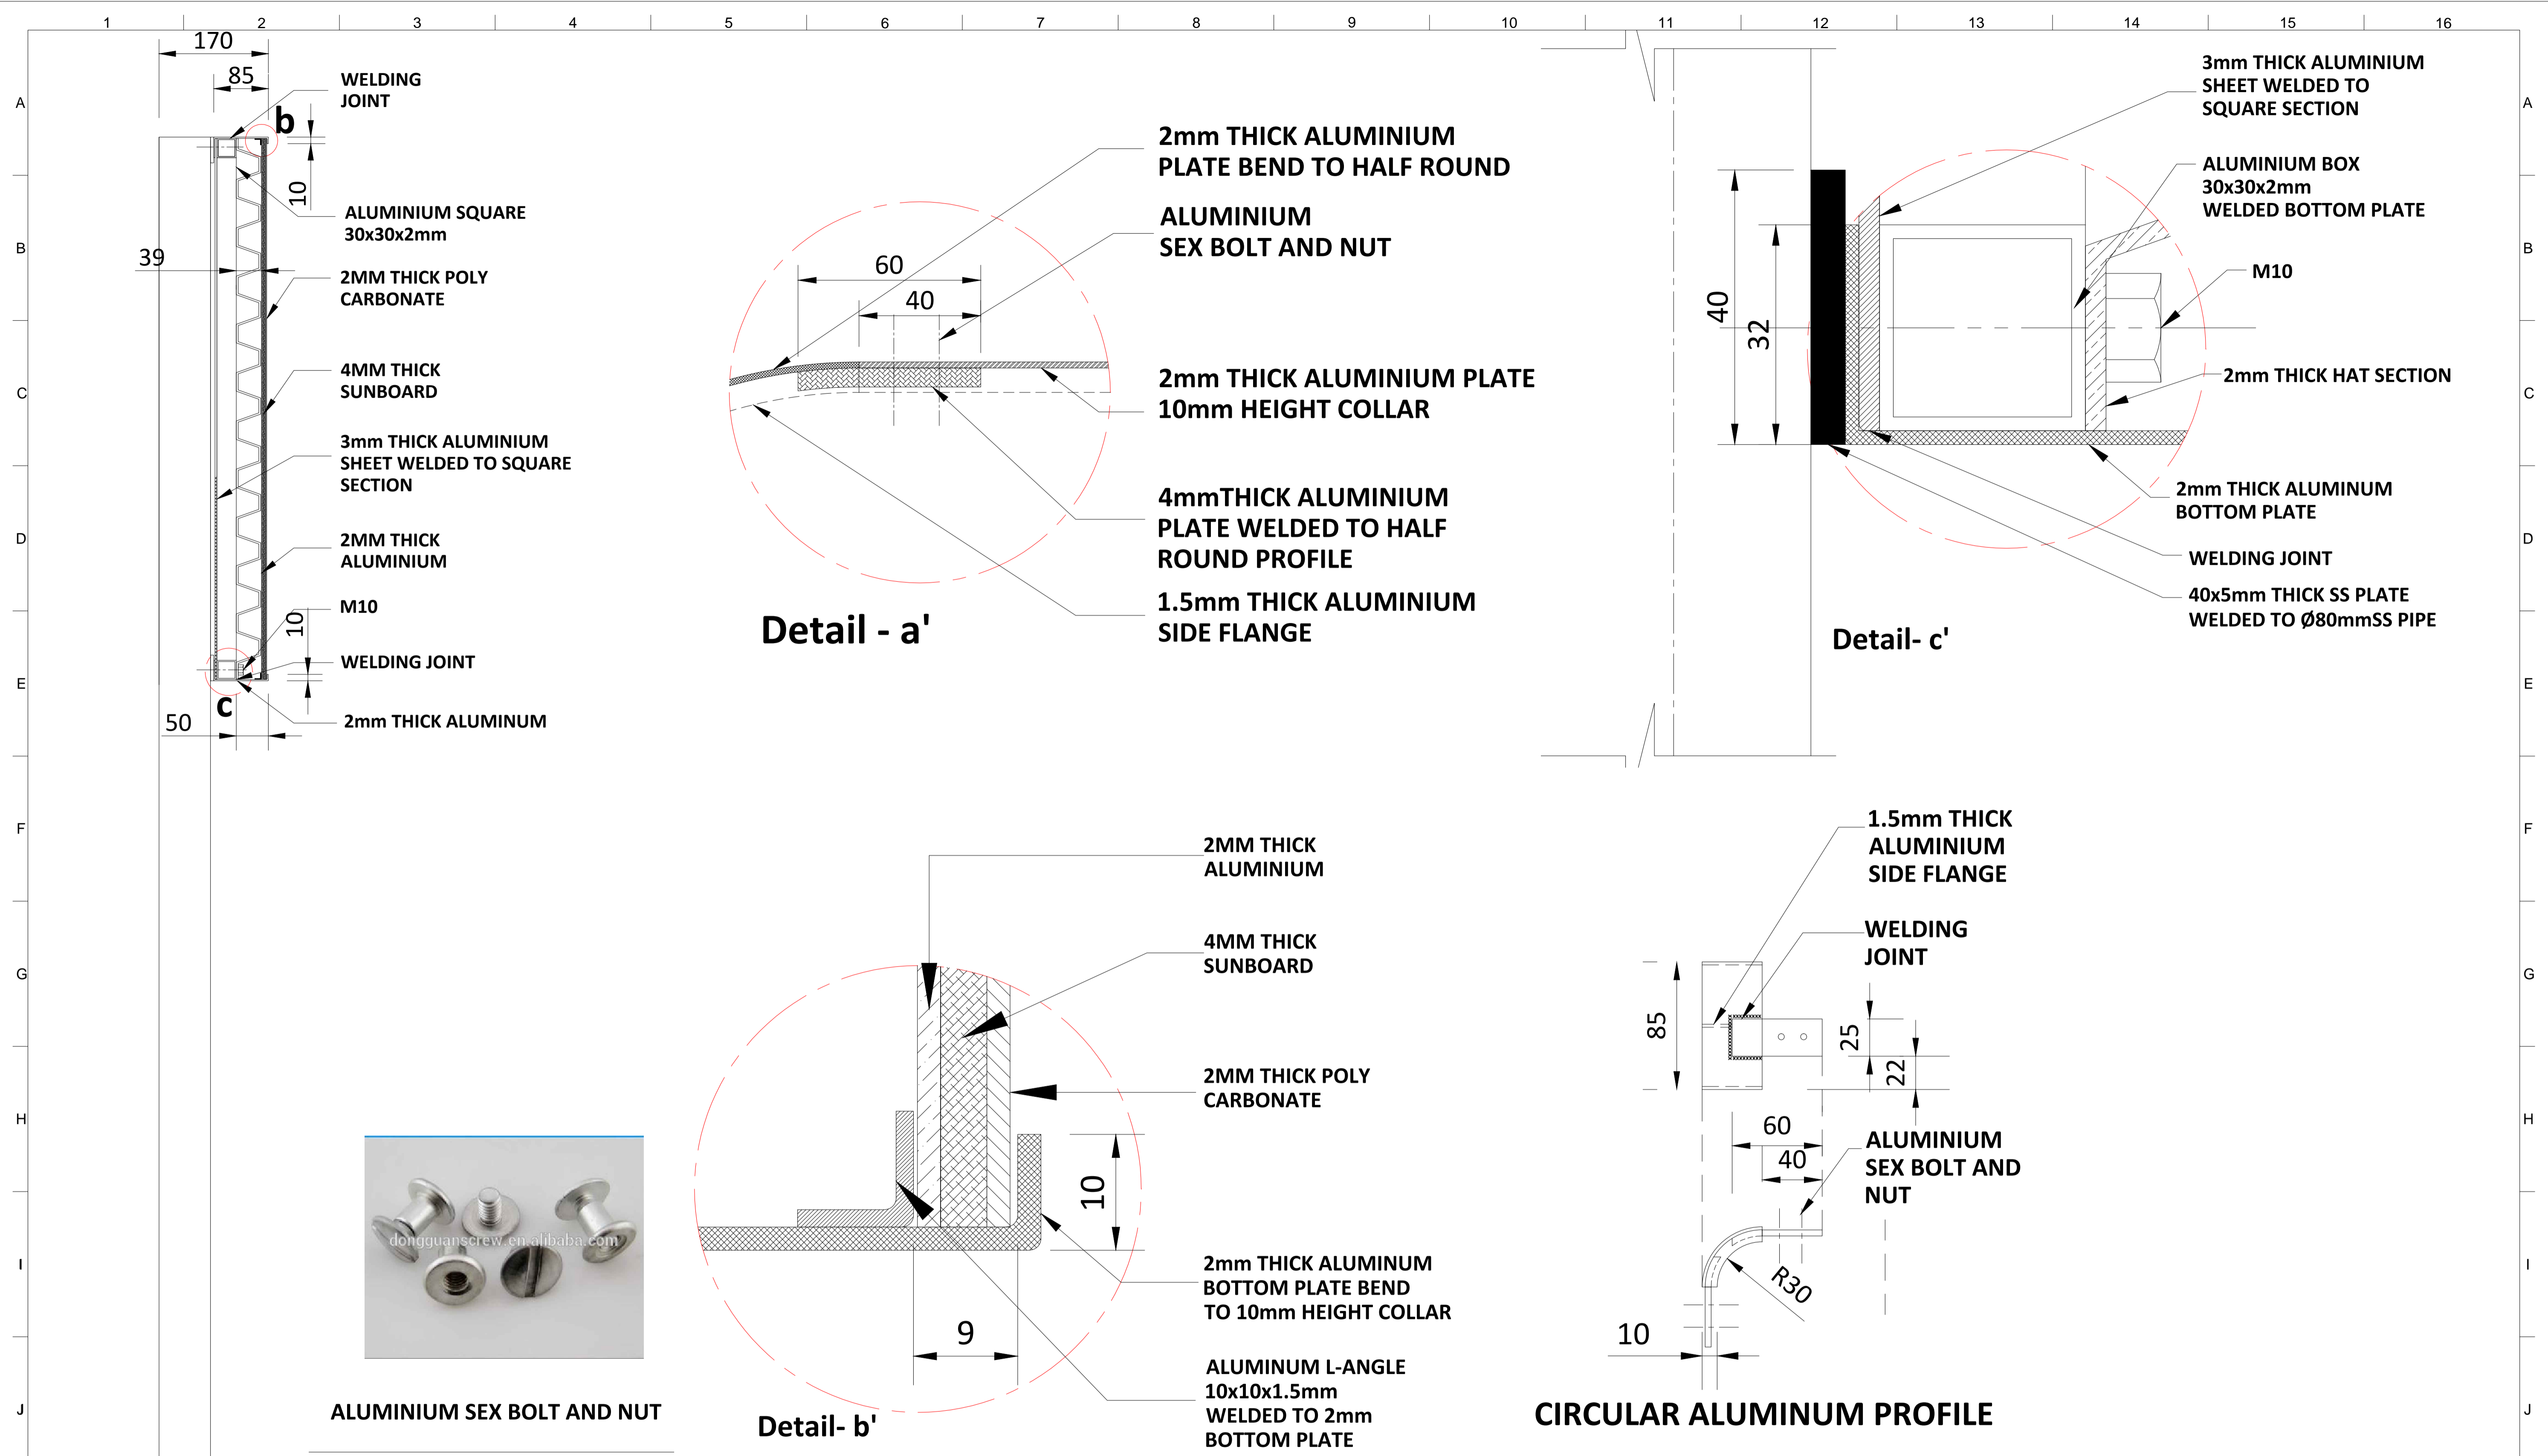 1 2 3 4 5 6 7 8 9 10 11 12 13 14 15 16
A
B
C
D
E
F
G
H
I
J
170
85
WELDING
JOINT
b
10
ALUMINIUM SQUARE
30x30x2mm
39
2MM THICK POLY
CARBONATE
4MM THICK
SUNBOARD
3mm THICK ALUMINIUM
SHEET WELDED TO SQUARE
SECTION
2MM THICK
ALUMINIUM
M10
10
WELDING JOINT
c
50
2mm THICK ALUMINUM
2mm THICK ALUMINIUM
PLATE BEND TO HALF ROUND
ALUMINIUM
SEX BOLT AND NUT
60
40
2mm THICK ALUMINIUM PLATE
10mm HEIGHT COLLAR
4mmTHICK ALUMINIUM
PLATE WELDED TO HALF
ROUND PROFILE
1.5mm THICK ALUMINIUM
SIDE FLANGE
Detail - a'
3mm THICK ALUMINIUM
SHEET WELDED TO
SQUARE SECTION
ALUMINIUM BOX
30x30x2mm
WELDED BOTTOM PLATE
M10
40
32
2mm THICK HAT SECTION
2mm THICK ALUMINUM
BOTTOM PLATE
WELDING JOINT
40x5mm THICK SS PLATE
WELDED TO Ø80mmSS PIPE
Detail- c'
dongguanscrew.en.alibaba.com
ALUMINIUM SEX BOLT AND NUT
2MM THICK
ALUMINIUM
4MM THICK
SUNBOARD
2MM THICK POLY
CARBONATE
10
2mm THICK ALUMINUM
BOTTOM PLATE BEND
TO 10mm HEIGHT COLLAR
9
ALUMINUM L-ANGLE
10x10x1.5mm
WELDED TO 2mm
BOTTOM PLATE
Detail- b'
1.5mm THICK
ALUMINIUM
SIDE FLANGE
WELDING
JOINT
85
25
22
60
40
ALUMINIUM
SEX BOLT AND
NUT
R30
10
CIRCULAR ALUMINUM PROFILE
A
B
C
D
E
F
G
H
I
J